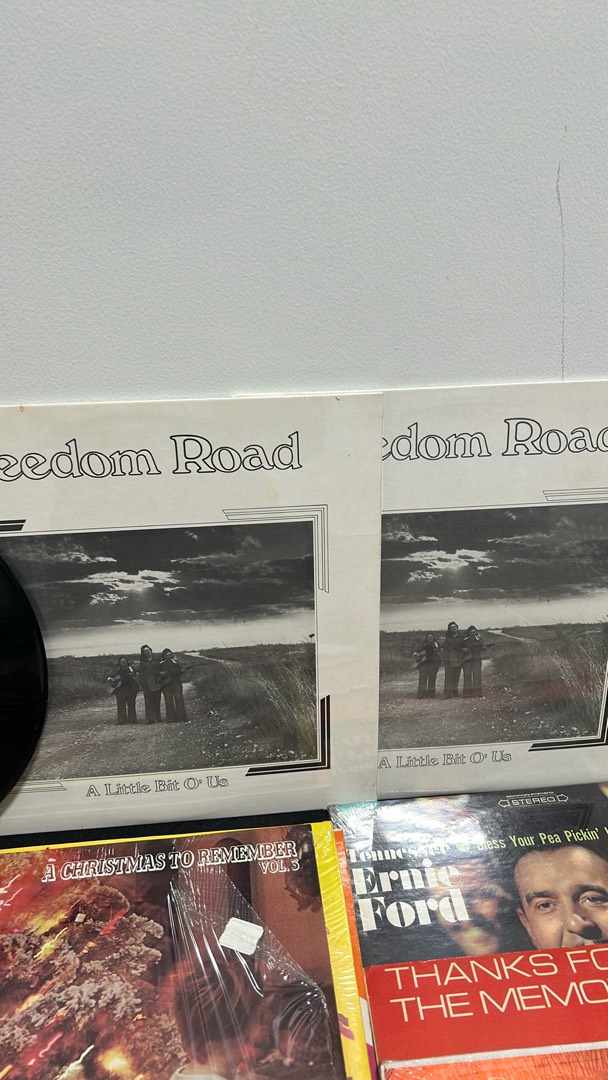 eedom Road
A Little Bit O' Us
edom Road
A Little Bit O' Us
A CHRISTMAS TO REMEMBER
VOL. 3
STEREO
Tennessee
Ernie
Ford
Bless Your Pea Pickin'
THANKS FO
THE MEMO